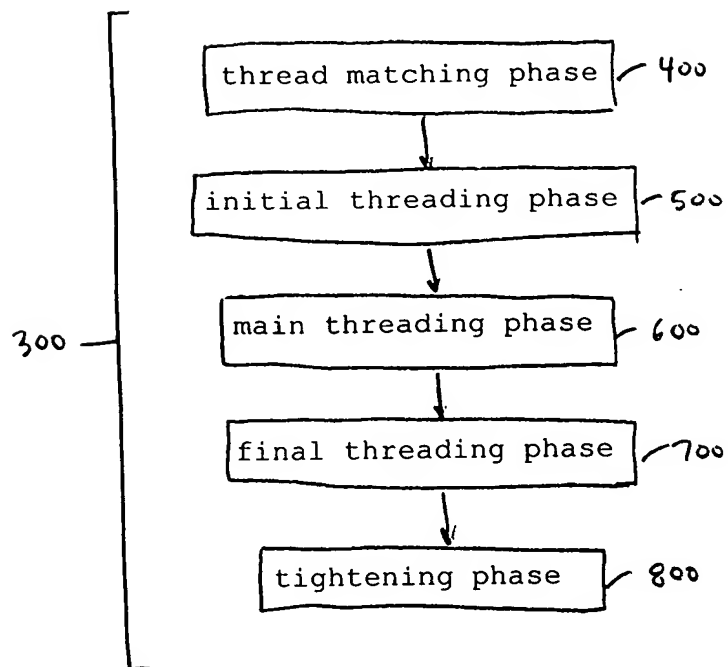 thread matching phase 400
initial threading phase 500
main threading phase 600
300
final threading phase 700
tightening phase 800